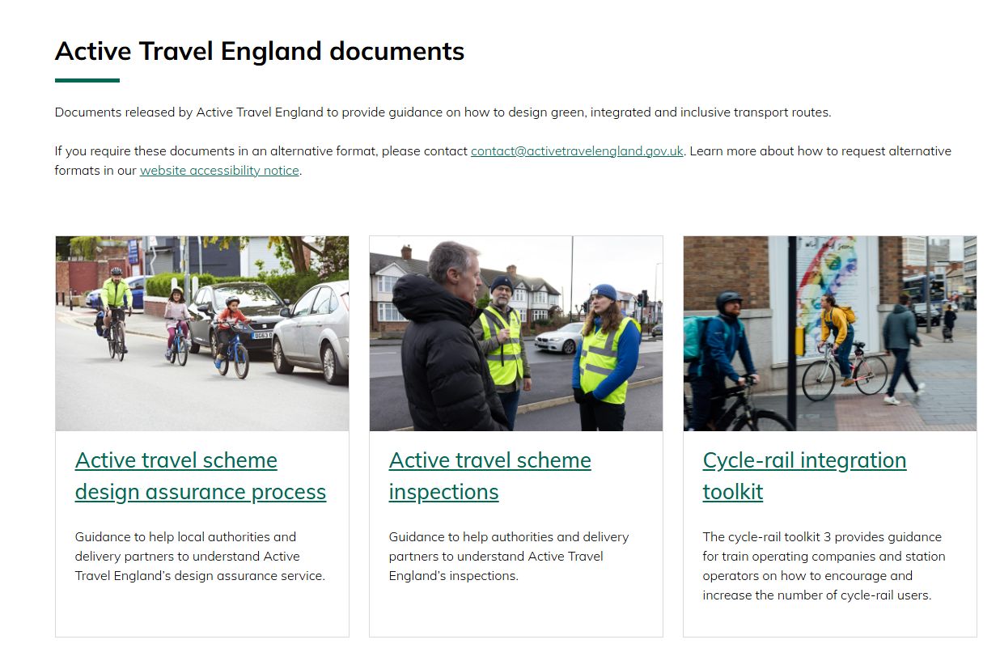 Active Travel England documents
Documents released by Active Travel England to provide guidance on how to design green, integrated and inclusive transport routes.
If you require these documents in an alternative format, please contact contact@activetravelengland.gov.uk. Learn more about how to request alternative
formats in our website accessibility notice.
Active travel scheme
design assurance process
Guidance to help local authorities and
delivery partners to understand Active
Travel England's design assurance service.
Active travel scheme
inspections
Guidance to help authorities and delivery
partners to understand Active Travel
England's inspections.
Cycle-rail integration
toolkit
The cycle-rail toolkit 3 provides guidance
for train operating companies and station
operators on how to encourage and
increase the number of cycle-rail users.